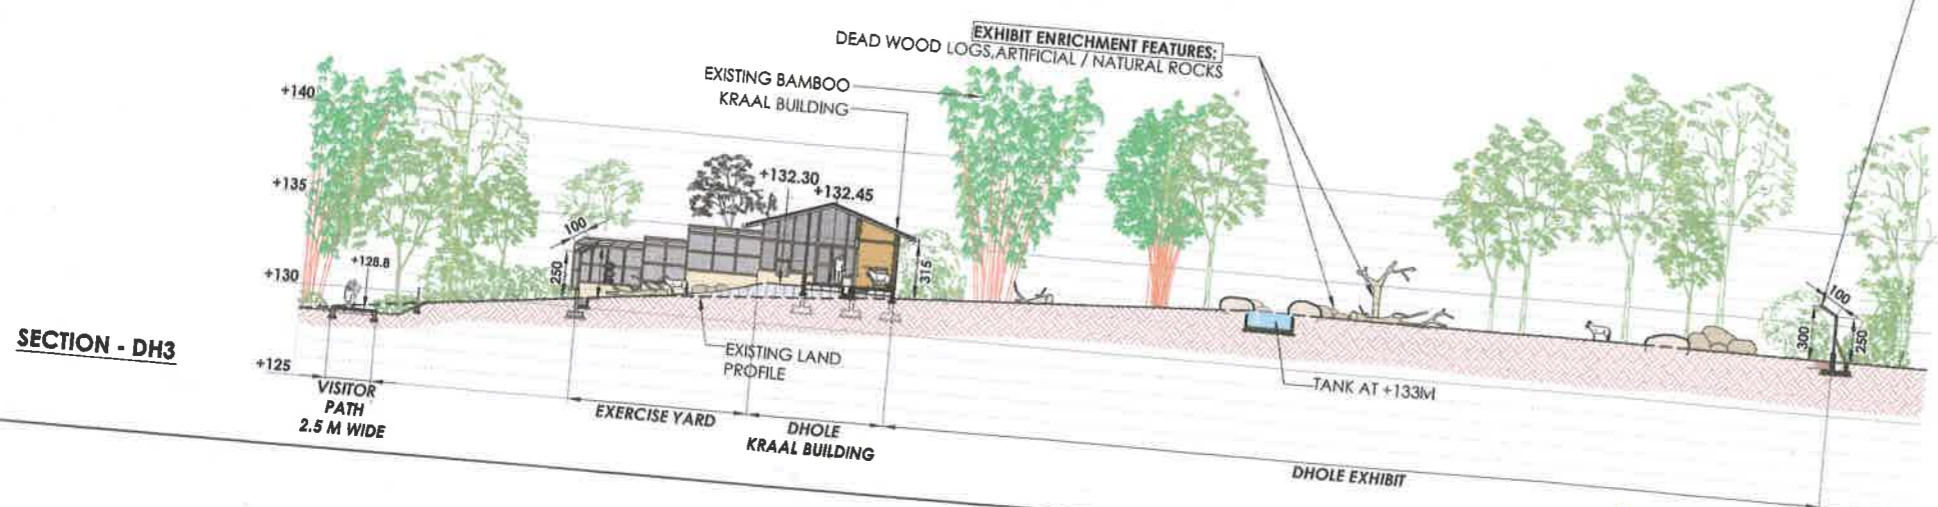 EXHIBIT ENRICHMENT FEATURES:
DEAD WOOD LOGS,ARTIFICIAL / NATURAL ROCKS
EXISTING BAMBOO
KRAAL BUILDING
+140
+135
+130
+125
+132.30
+132.45
+128.8
100
250
315
100
300
250
SECTION - DH3
EXISTING LAND
PROFILE
TANK AT +133M
VISITOR
PATH
2.5 M WIDE
EXERCISE YARD
DHOLE
KRAAL BUILDING
DHOLE EXHIBIT